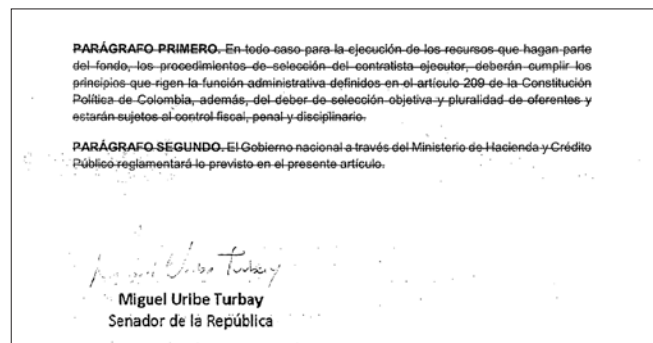 PARÁGRAFO PRIMERO. En todo caso para la ejecución de los recursos que hagan parte
del fondo, los procedimientos de selección del contratista ejecutor, deberán cumplir los
principios que rigen la función administrativa definidos en el artículo 209 de la Constitución
Política de Colombia, además, del deber de selección objetiva y pluralidad de oferentes y
estarán sujetos al control fiscal, penal y disciplinario.
PARÁGRAFO SEGUNDO. El Gobierno nacional a través del Ministerio de Hacienda y Crédito
Público reglamentará lo previsto en el presente artículo.
Uribe Turbay
Miguel Uribe Turbay
Senador de la República